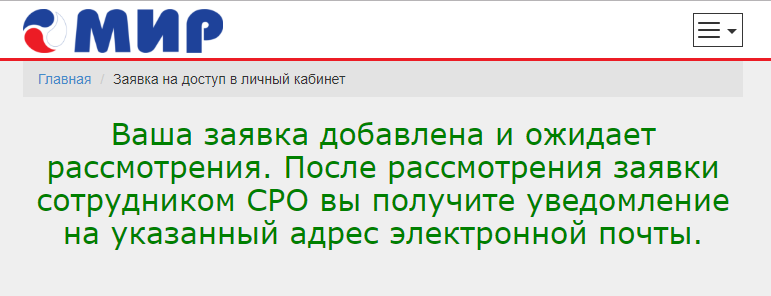 МИР
Главная / Заявка на доступ в личный кабинет
Ваша заявка добавлена и ожидает
рассмотрения. После рассмотрения заявки
сотрудником СРО вы получите уведомление
на указанный адрес электронной почты.